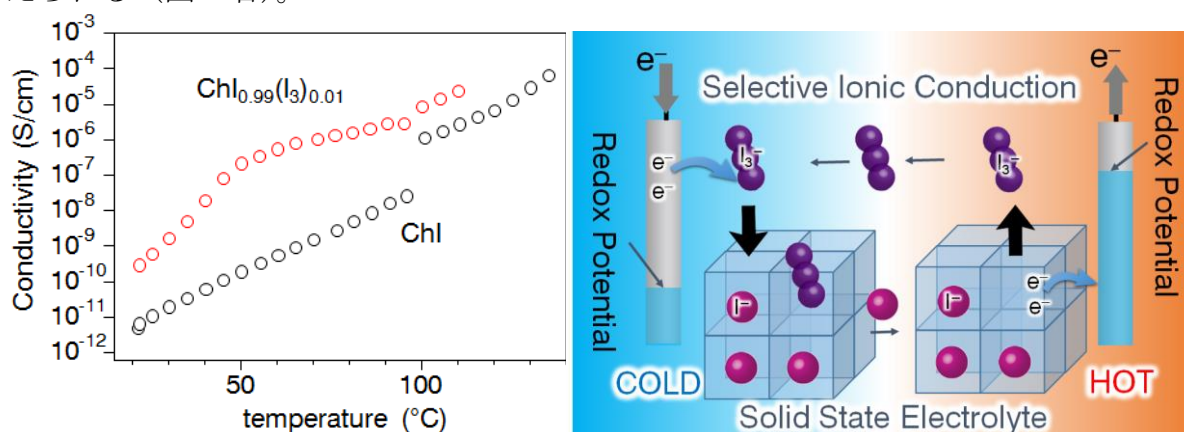 Conductivity (S/cm)
10⁻³
10⁻⁴
10⁻⁵
10⁻⁶
10⁻⁷
10⁻⁸
10⁻⁹
10⁻¹⁰
10⁻¹¹
10⁻¹²
ChI₀.₉₉(I₃)₀.₀₁
ChI
50
100
temperature (°C)
e⁻
e⁻
Selective Ionic Conduction
Redox Potential
e⁻
e⁻
I₃⁻
I₃⁻
Redox Potential
I⁻
I⁻
e⁻
e⁻
COLD
HOT
Solid State Electrolyte